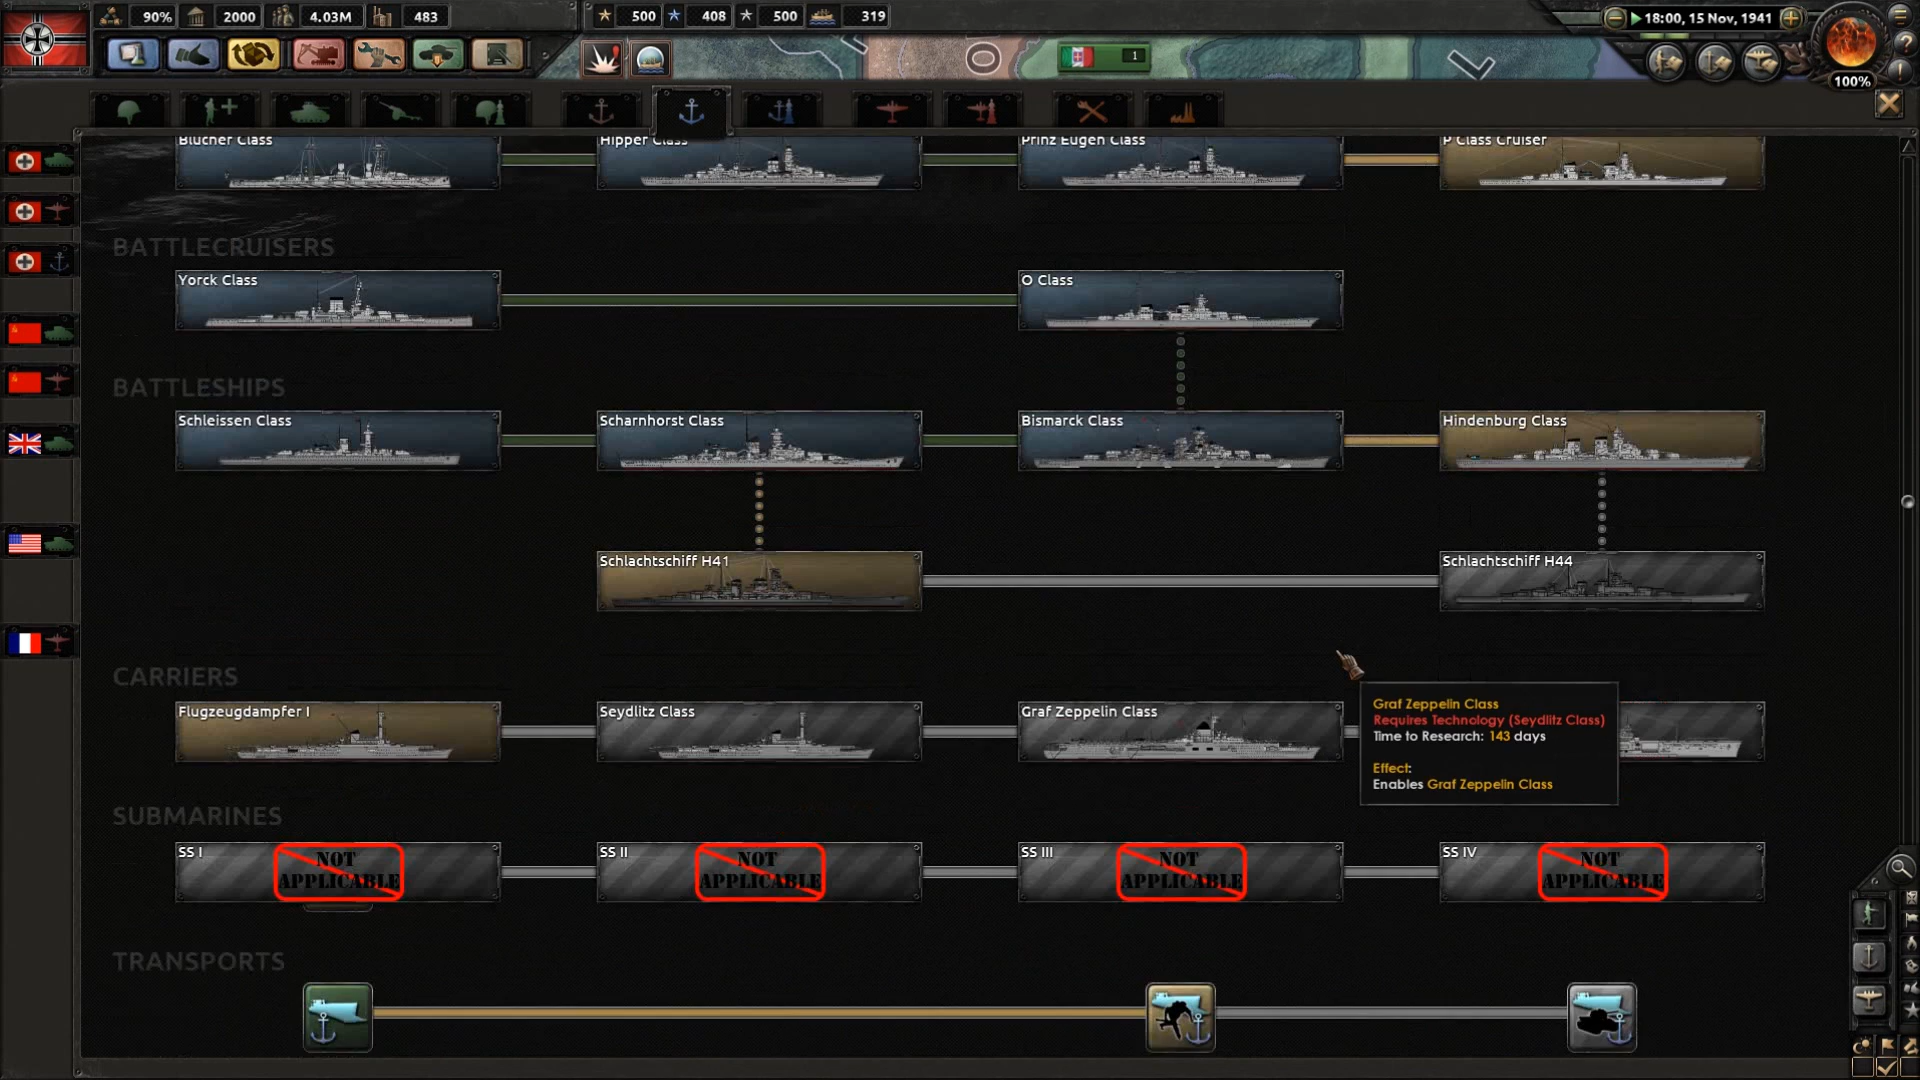 90% 2000 4.03M 483 500 408 500 319 18:00, 15 Nov, 1941
1
100%
Blücher Class Hipper Class Prinz Eugen Class P Class Cruiser
BATTLECRUISERS
Yorck Class O Class
BATTLESHIPS
Schleissen Class Scharnhorst Class Bismarck Class Hindenburg Class
Schlachtschiff H41 Schlachtschiff H44
CARRIERS
Flugzeugdampfer I Seydlitz Class Graf Zeppelin Class
Graf Zeppelin Class
Requires Technology (Seydlitz Class)
Time to Research: 143 days
Effect:
Enables Graf Zeppelin Class
SUBMARINES
SS I SS II SS III SS IV
NOT APPLICABLE NOT APPLICABLE NOT APPLICABLE NOT APPLICABLE
TRANSPORTS